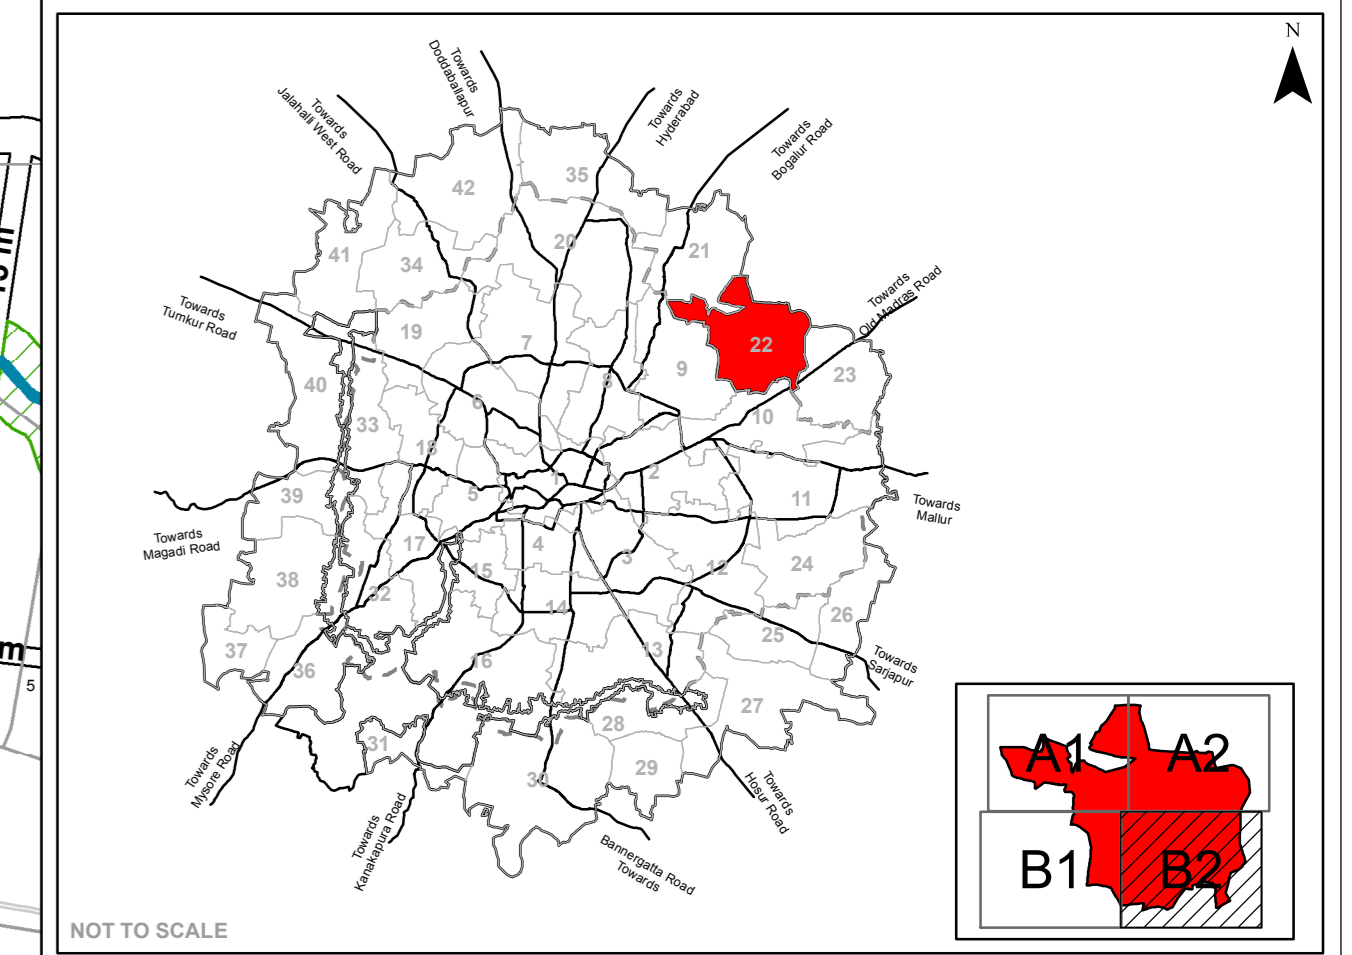 N
Towards
Doddaballapur
Towards
Jalahalli West Road
Towards
Hyderabad
Towards
Bogalur Road
42
35
20
21
41
34
Towards
Old Madras Road
Towards
Tumkur Road
19
7
22
9
8
23
40
6
10
33
18
2
1
5
11
39
Towards
Mallur
Towards
Magadi Road
17
4
3
12
24
15
38
32
14
26
25
13
37
36
16
Towards
Sarjapur
27
28
31
29
30
Towards
Mysore Road
Towards
Kanakapura Road
Towards
Hosur Road
Bannergatta Road
Towards
A1
A2
B1
B2
NOT TO SCALE
m
5